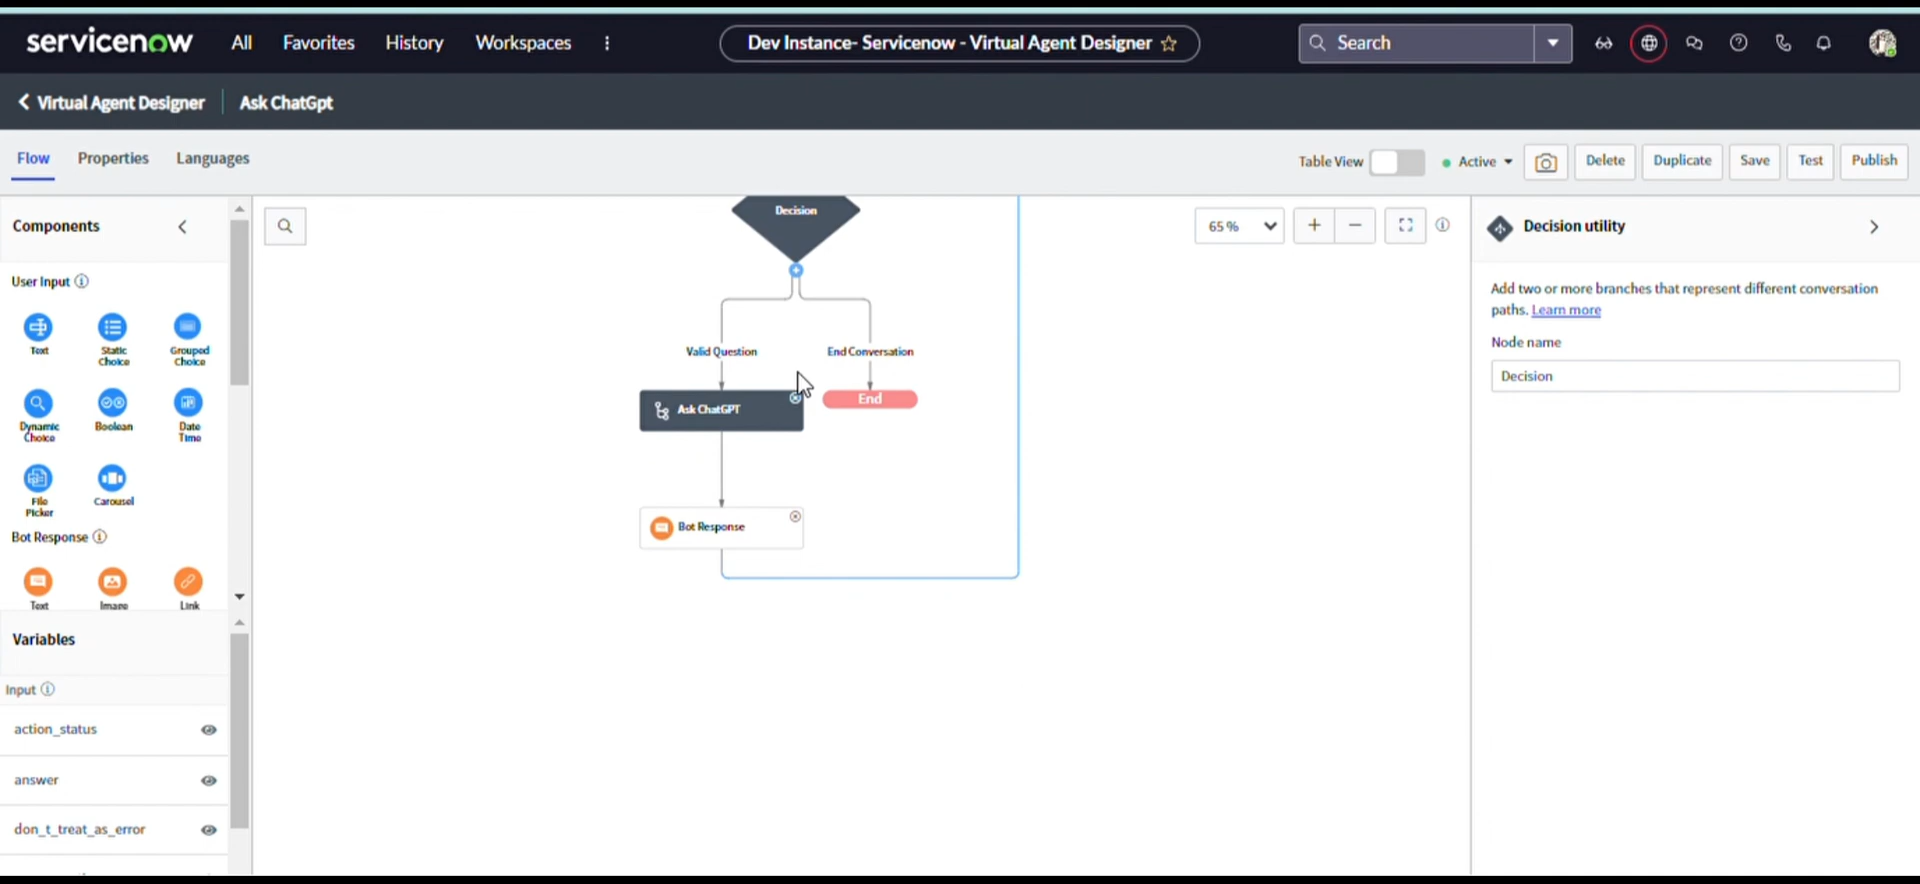 servicenow
All
Favorites
History
Workspaces
Dev Instance- Servicenow - Virtual Agent Designer
Search
Virtual Agent Designer
Ask ChatGpt
Flow
Properties
Languages
Table View
Active
Delete
Duplicate
Save
Test
Publish
Components
User Input
Text
Static
Choice
Grouped
Choice
Dynamic
Choice
Boolean
Date
Time
File
Picker
Carousel
Bot Response
Text
Image
Link
Variables
Input
action_status
answer
don_t_treat_as_error
65 %
Decision
Valid Question
End Conversation
Ask ChatGPT
End
Bot Response
Decision utility
Add two or more branches that represent different conversation
paths. Learn more
Node name
Decision